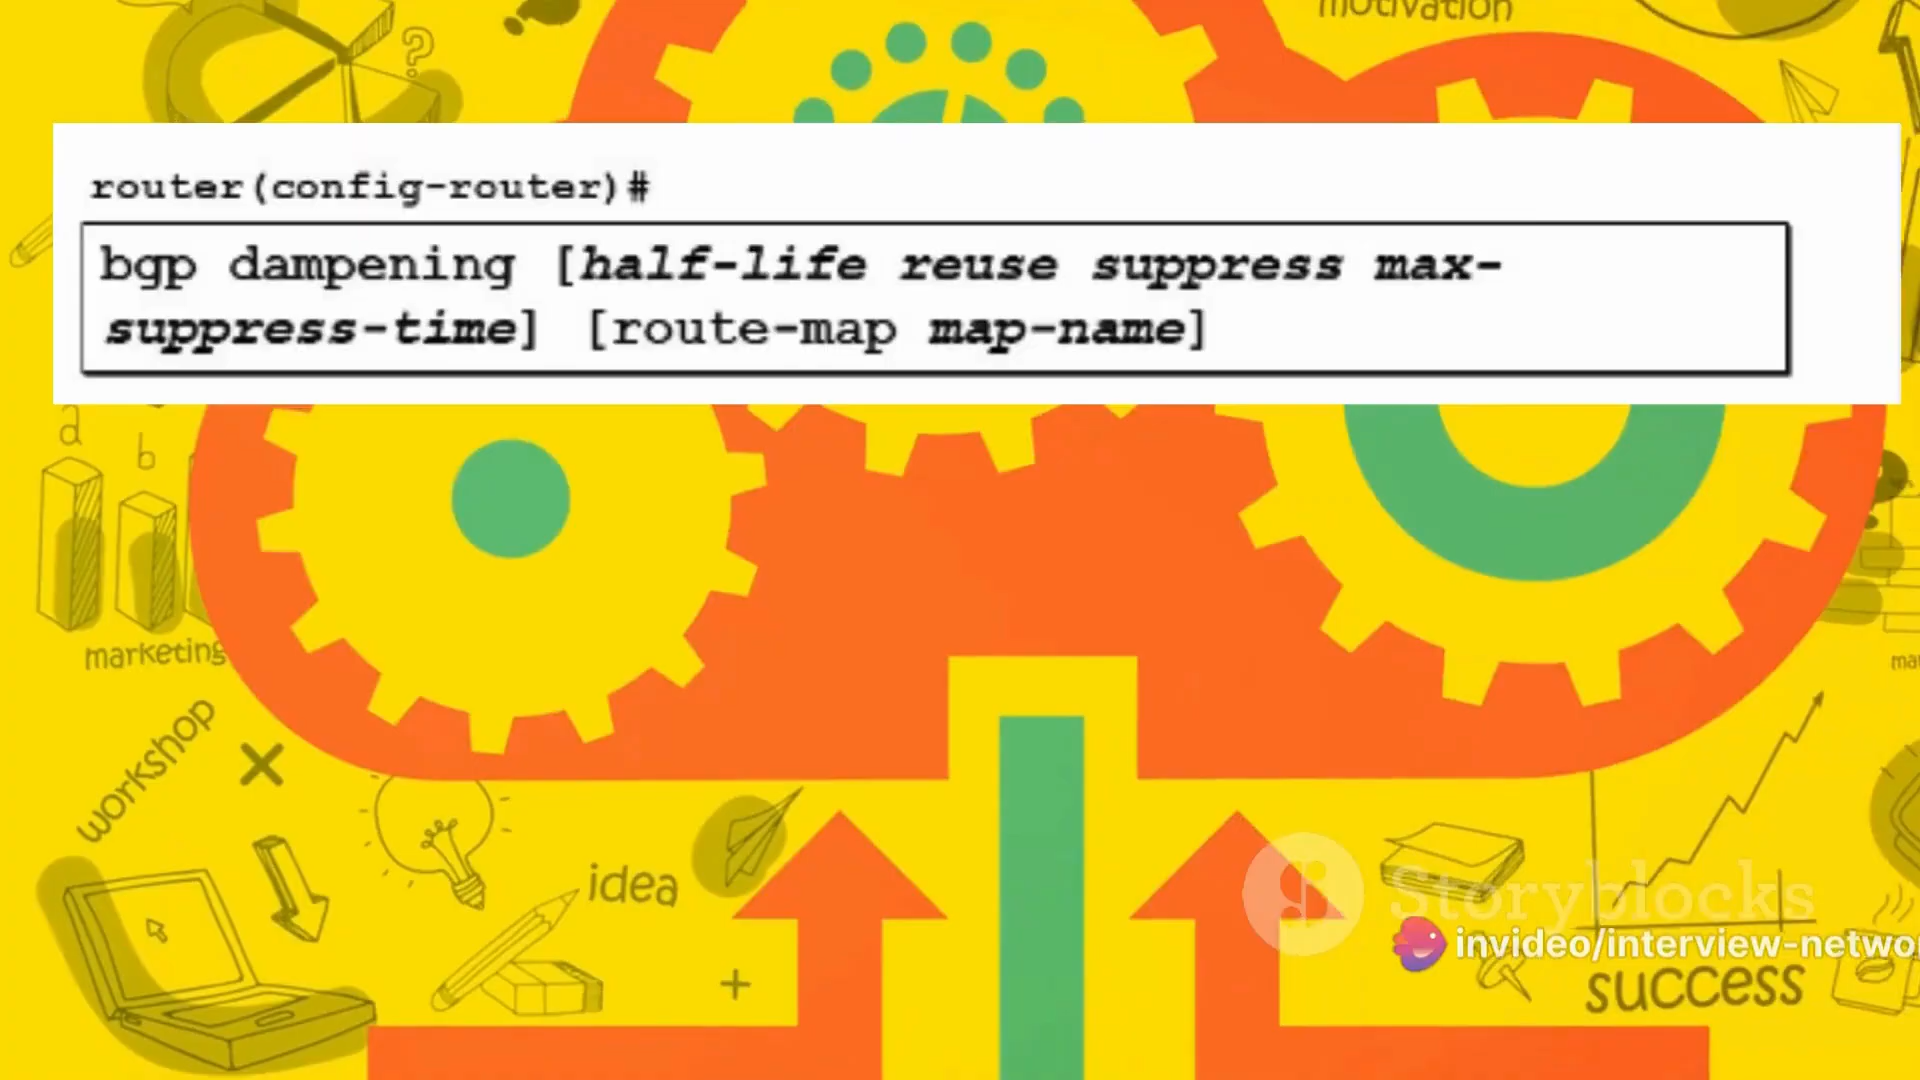 motivation
?
router(config-router)#
bgp dampening [half-life reuse suppress max-
suppress-time] [route-map map-name]
a
b
marketing
workshop
idea
Storyblocks
invideo/interview-netwo
success